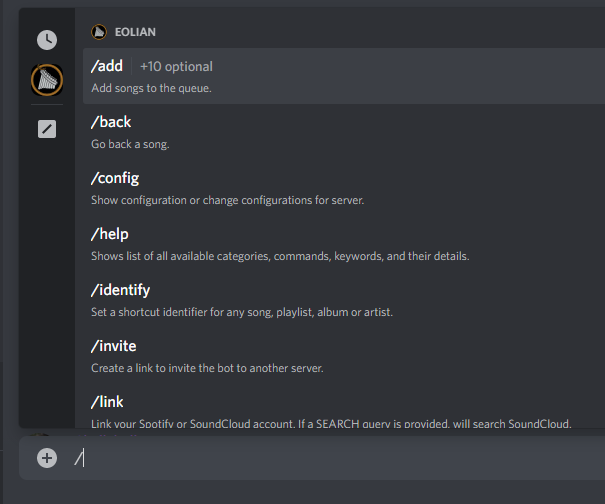 EOLIAN
/add +10 optional
Add songs to the queue.
/back
Go back a song.
/config
Show configuration or change configurations for server.
/help
Shows list of all available categories, commands, keywords, and their details.
/identify
Set a shortcut identifier for any song, playlist, album or artist.
/invite
Create a link to invite the bot to another server.
/link
Link your Spotify or SoundCloud account. If a SEARCH query is provided, will search SoundCloud.
/